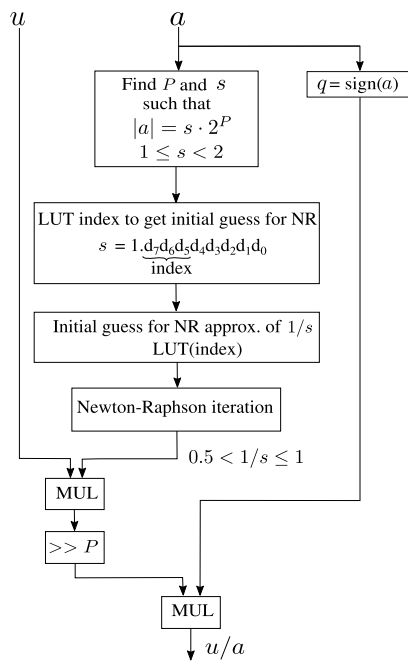 u
a
Find P and s
such that
|a| = s · 2^P
1 ≤ s < 2
q = sign(a)
LUT index to get initial guess for NR
s = 1.d₇d₆d₅d₄d₃d₂d₁d₀
index
Initial guess for NR approx. of 1/s
LUT(index)
Newton-Raphson iteration
0.5 < 1/s ≤ 1
MUL
>> P
MUL
u/a